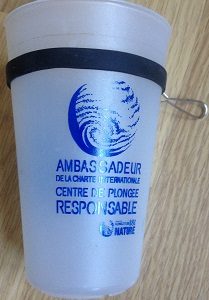 AMBASSADEUR
DE LA CHARTE INTERNATIONALE
CENTRE DE PLONGEE
RESPONSABLE
NATURE